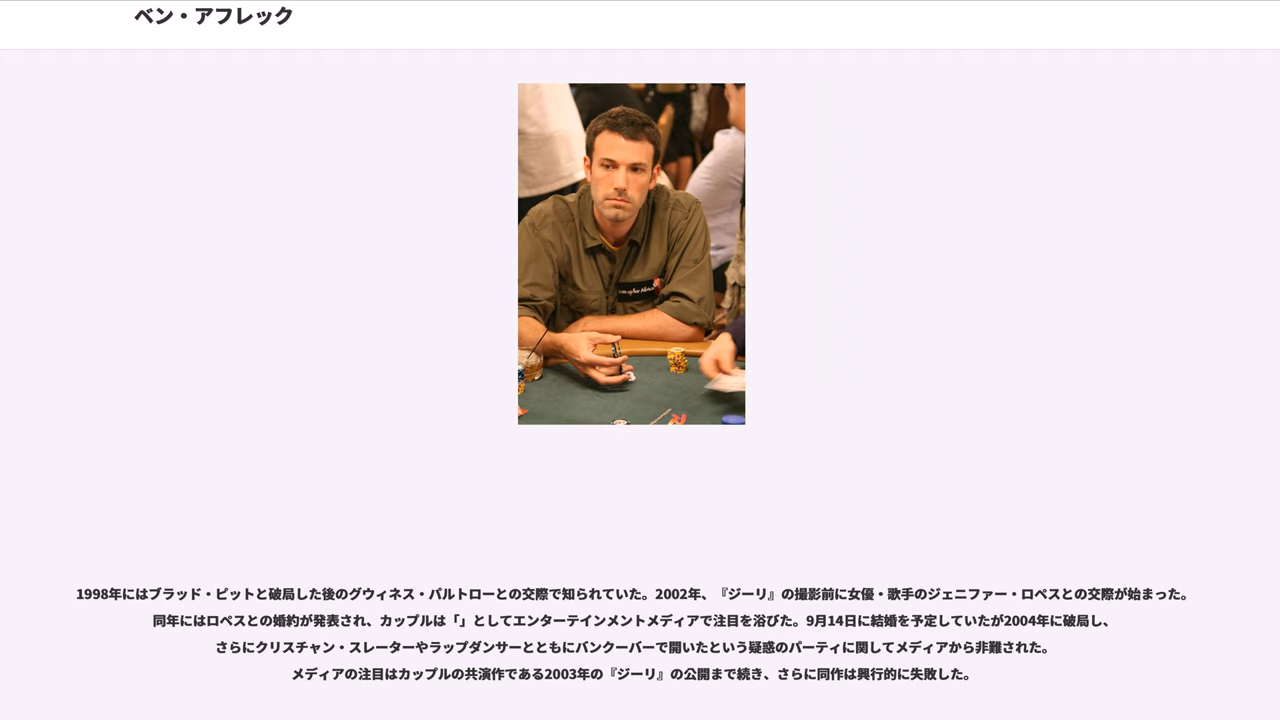 ベン・アフレック
1998年にはブラッド・ピットと破局した後のグウィネス・パルトローとの交際で知られていた。2002年、『ジーリ』の撮影前に女優・歌手のジェニファー・ロペスとの交際が始まった。
同年にはロペスとの婚約が発表され、カップルは「」としてエンターテインメントメディアで注目を浴びた。9月14日に結婚を予定していたが2004年に破局し、
さらにクリスチャン・スレーターやラップダンサーとともにバンクーバーで開いたという疑惑のパーティに関してメディアから非難された。
メディアの注目はカップルの共演作である2003年の『ジーリ』の公開まで続き、さらに同作は興行的に失敗した。